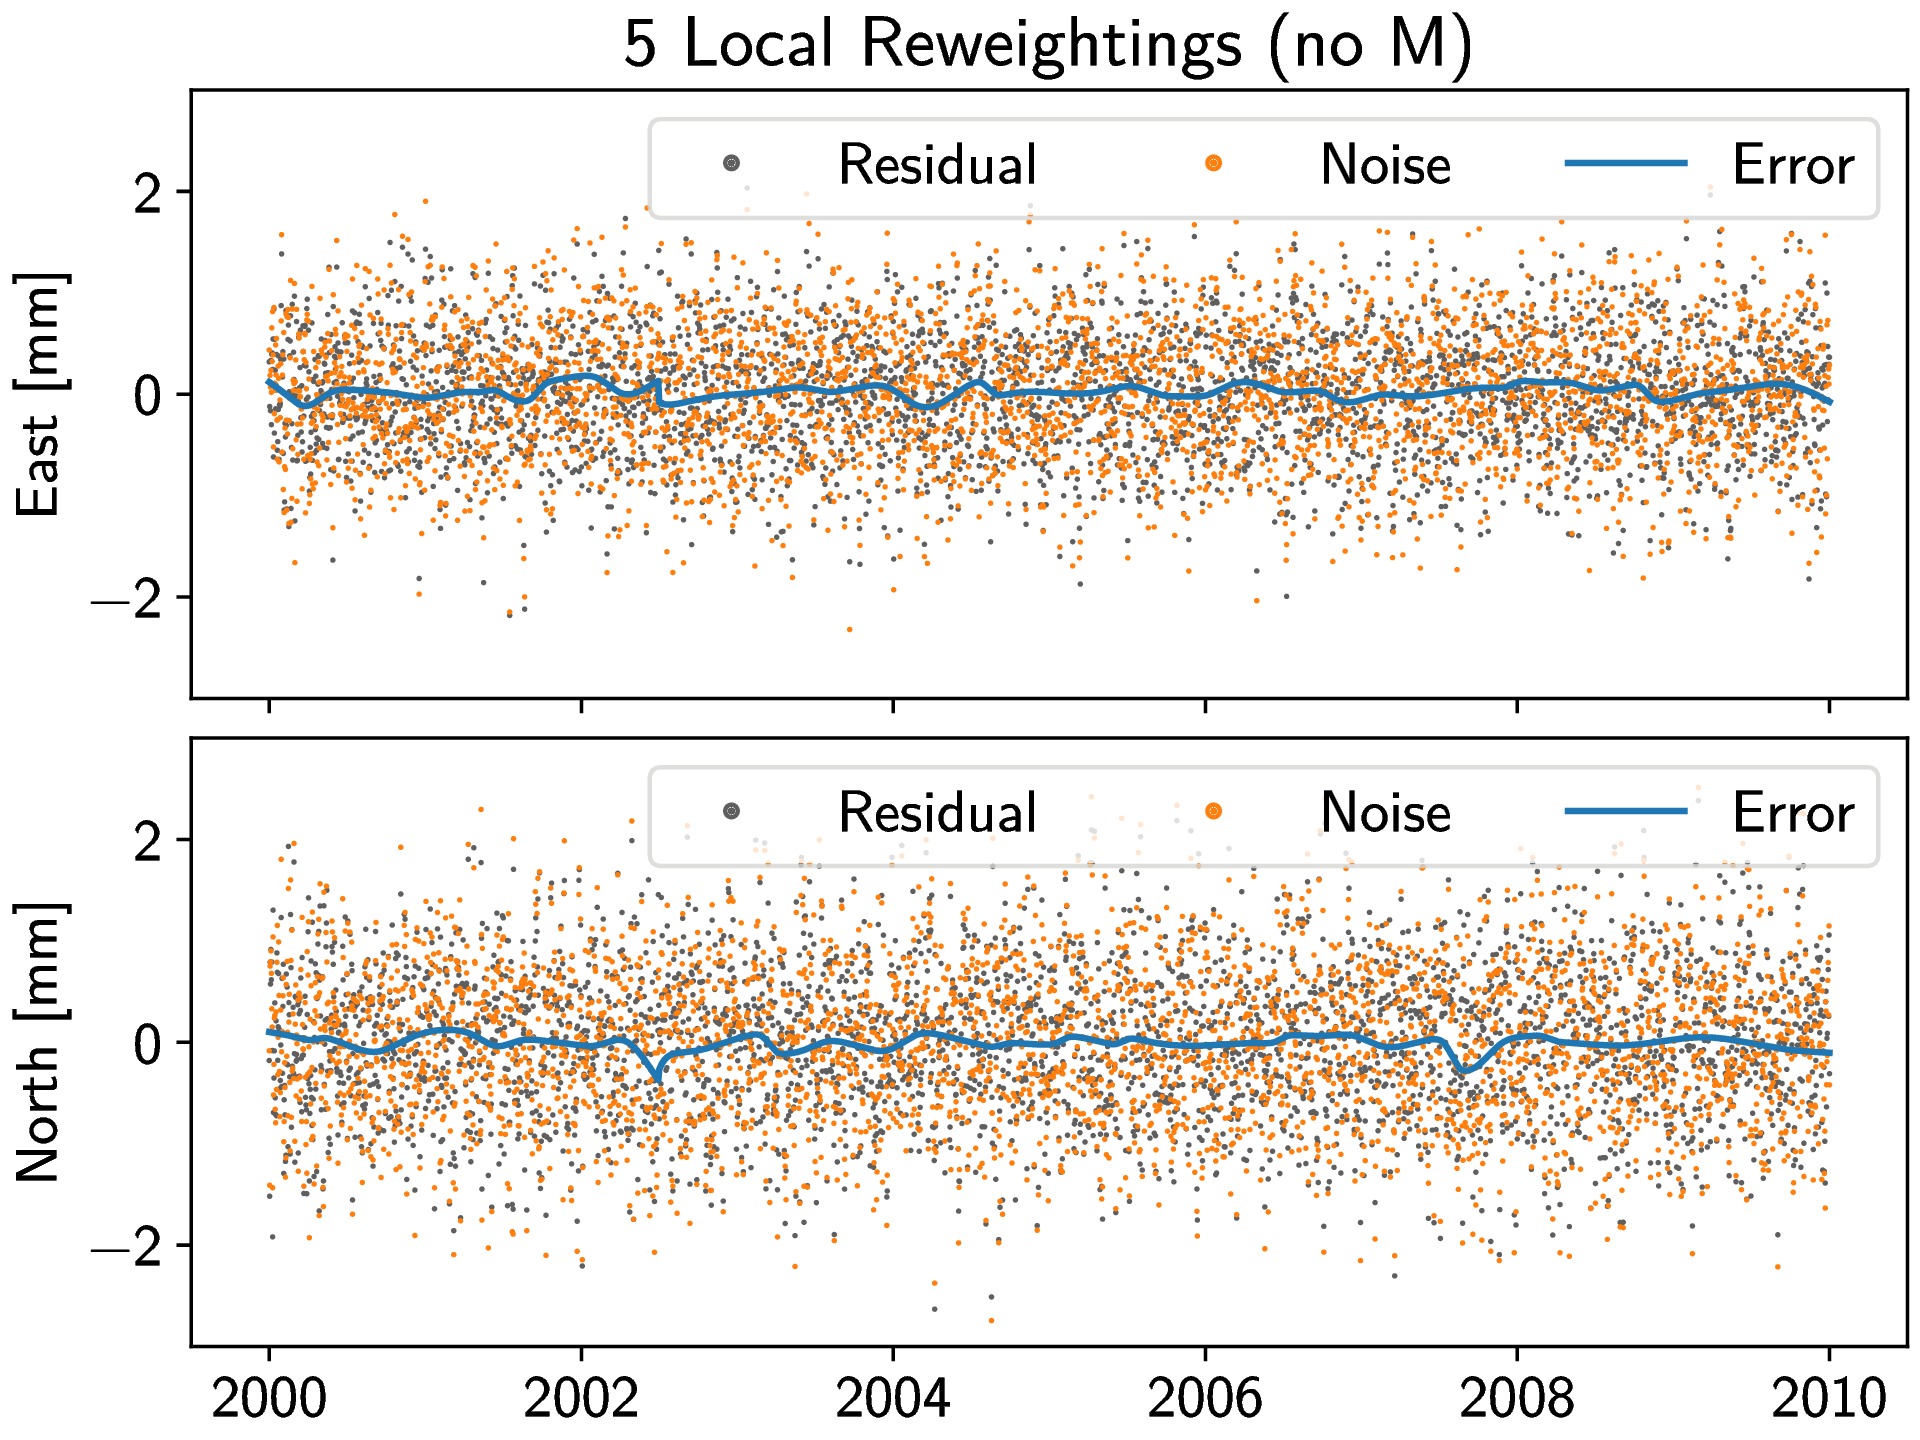 5 Local Reweightings (no M)
Residual Noise Error
2
0
−2
East [mm]
Residual Noise Error
2
0
−2
North [mm]
2000 2002 2004 2006 2008 2010